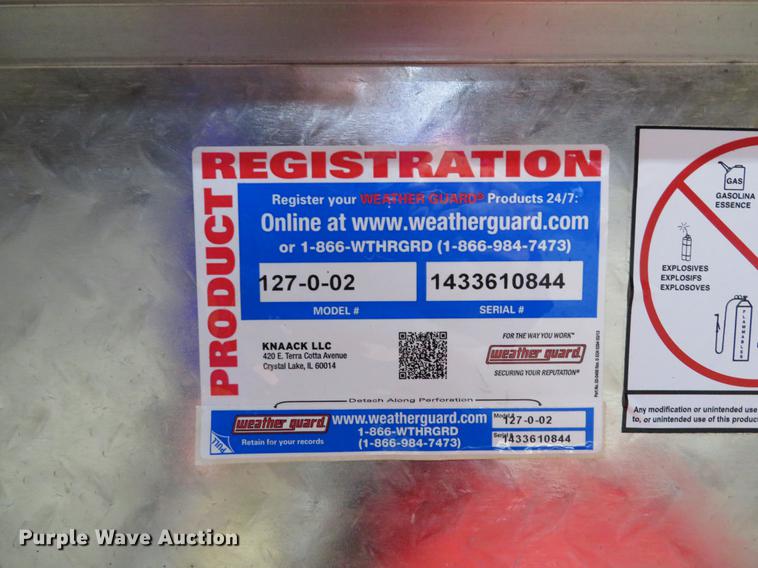 PRODUCT
REGISTRATION
Register your WEATHER GUARD® Products 24/7:
Online at www.weatherguard.com
or 1-866-WTHRGRD (1-866-984-7473)
127-0-02
1433610844
MODEL #
SERIAL #
KNAACK LLC
420 E. Terra Cotta Avenue
Crystal Lake, IL 60014
FOR THE WAY YOU WORK™
weather guard
SECURING YOUR REPUTATION®
Detach Along Perforation
weather guard
Retain for your records
www.weatherguard.com
1-866-WTHRGRD
(1-866-984-7473)
Model #
127-0-02
Serial #
1433610844
GAS
GASOLINA
ESSENCE
EXPLOSIVES
EXPLOSIFS
EXPLOSOVES
FLAMMABLES
Any modification or unintended use
to, or unintended use of this product
Purple Wave Auction